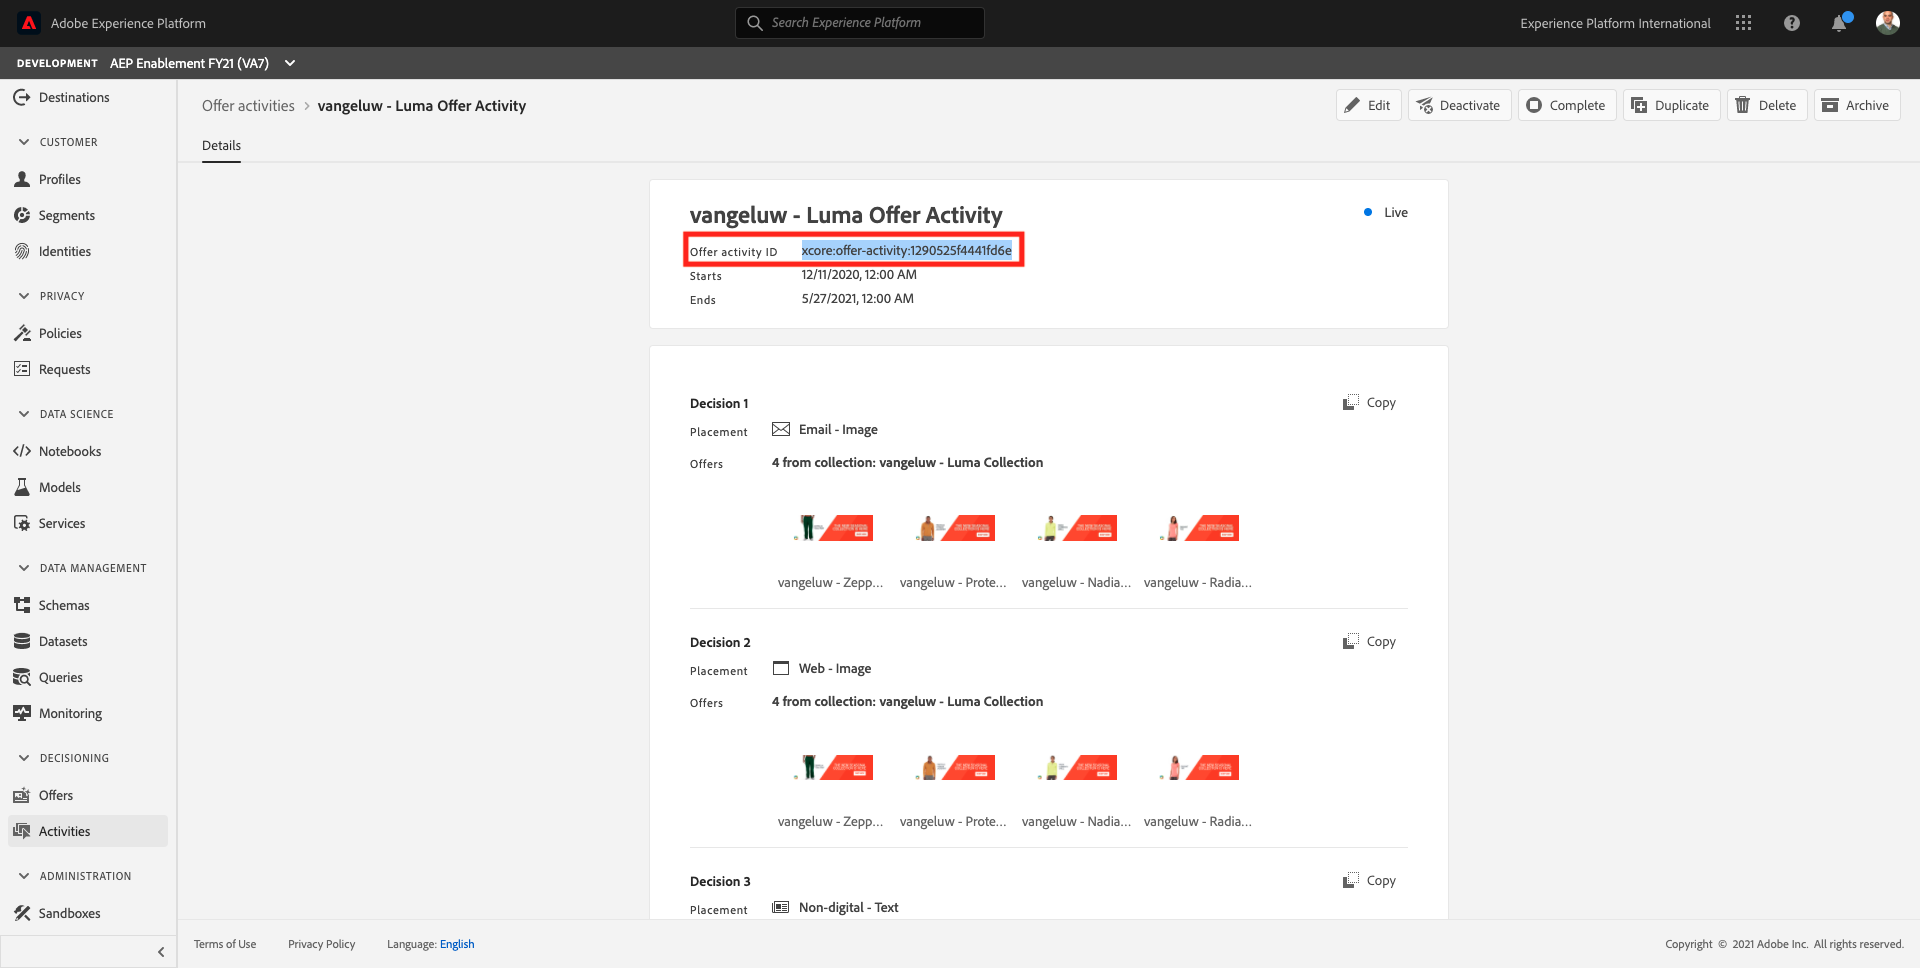 Adobe Experience Platform
Search Experience Platform
Experience Platform International
DEVELOPMENT AEP Enablement FY21 (VA7)
Destinations
CUSTOMER
Profiles
Segments
Identities
PRIVACY
Policies
Requests
DATA SCIENCE
Notebooks
Models
Services
DATA MANAGEMENT
Schemas
Datasets
Queries
Monitoring
DECISIONING
Offers
Activities
ADMINISTRATION
Sandboxes
Offer activities > vangeluw - Luma Offer Activity
Edit
Deactivate
Complete
Duplicate
Delete
Archive
Details
vangeluw - Luma Offer Activity
Live
Offer activity ID xcore:offer-activity:1290525f4441fd6e
Starts 12/11/2020, 12:00 AM
Ends 5/27/2021, 12:00 AM
Decision 1
Copy
Placement Email - Image
Offers 4 from collection: vangeluw - Luma Collection
vangeluw - Zepp... vangeluw - Prote... vangeluw - Nadia... vangeluw - Radia...
Decision 2
Copy
Placement Web - Image
Offers 4 from collection: vangeluw - Luma Collection
vangeluw - Zepp... vangeluw - Prote... vangeluw - Nadia... vangeluw - Radia...
Decision 3
Copy
Placement Non-digital - Text
Terms of Use Privacy Policy Language: English
Copyright © 2021 Adobe Inc. All rights reserved.